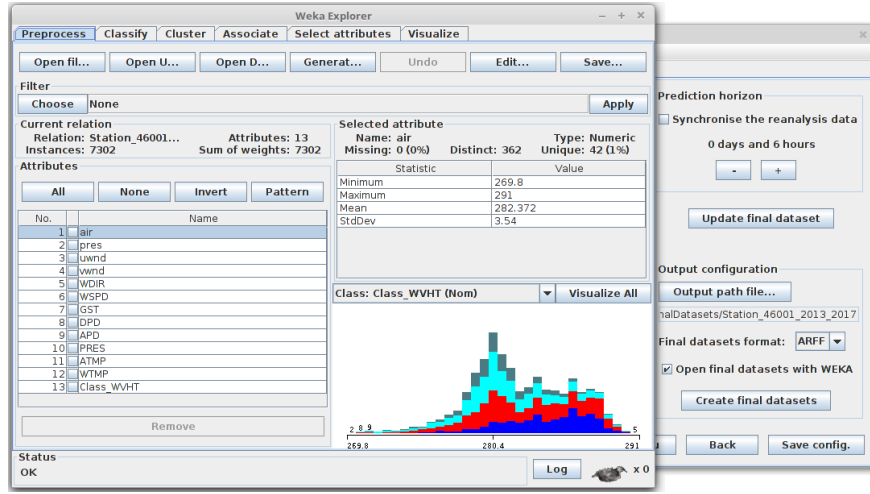 Weka Explorer
Preprocess Classify Cluster Associate Select attributes Visualize
Open fil... Open U... Open D... Generat... Undo Edit... Save...
Filter
Choose None Apply
Current relation
Relation: Station_46001... Attributes: 13
Instances: 7302 Sum of weights: 7302
Attributes
All None Invert Pattern
No. Name
1 air
2 pres
3 uwnd
4 vwnd
5 WDIR
6 WSPD
7 GST
8 DPD
9 APD
10 PRES
11 ATMP
12 WTMP
13 Class_WVHT
Remove
Status
OK
Selected attribute
Name: air Type: Numeric
Missing: 0 (0%) Distinct: 362 Unique: 42 (1%)
Statistic Value
Minimum 269.8
Maximum 291
Mean 282.372
StdDev 3.54
Class: Class_WVHT (Nom) Visualize All
2 8 9 5
269.8 280.4 291
Log x 0
Prediction horizon
Synchronise the reanalysis data
0 days and 6 hours
- +
Update final dataset
Output configuration
Output path file...
nalDatasets/Station_46001_2013_2017
Final datasets format: ARFF
Open final datasets with WEKA
Create final datasets
Back Save config.